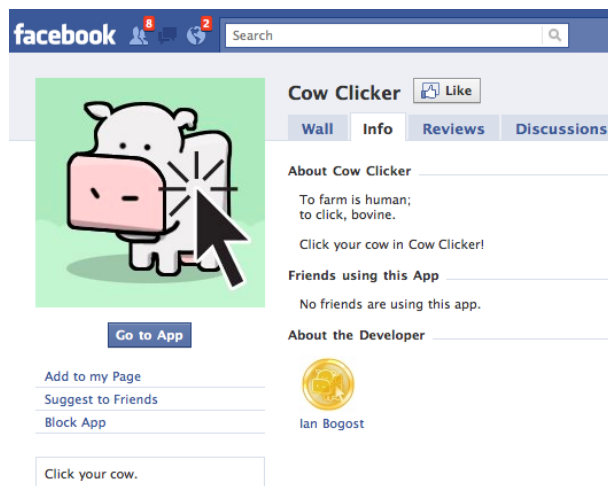 facebook 8 2 Search
Cow Clicker Like
Wall Info Reviews Discussions
About Cow Clicker
To farm is human;
to click, bovine.
Click your cow in Cow Clicker!
Friends using this App
No friends are using this app.
Go to App
About the Developer
Add to my Page
Suggest to Friends
Block App
Ian Bogost
Click your cow.